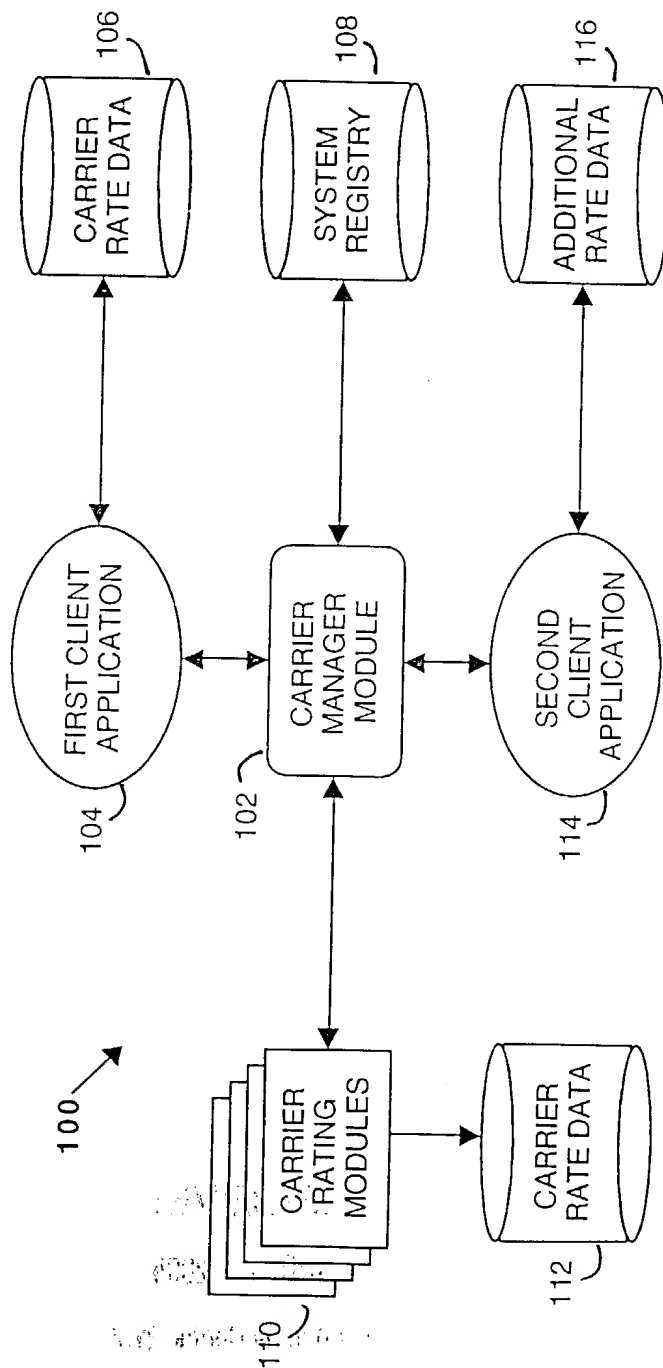 100
110
CARRIER
RATING
MODULES
112
CARRIER
RATE DATA
104
FIRST CLIENT
APPLICATION
102
CARRIER
MANAGER
MODULE
114
SECOND
CLIENT
APPLICATION
106
CARRIER
RATE DATA
108
SYSTEM
REGISTRY
116
ADDITIONAL
RATE DATA